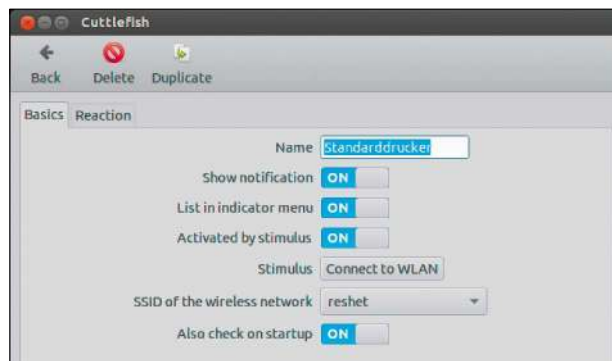 Cuttlefish
Back Delete Duplicate
Basics Reaction
Name Standarddrucker
Show notification ON
List in indicator menu ON
Activated by stimulus ON
Stimulus Connect to WLAN
SSID of the wireless network reshet
Also check on startup ON